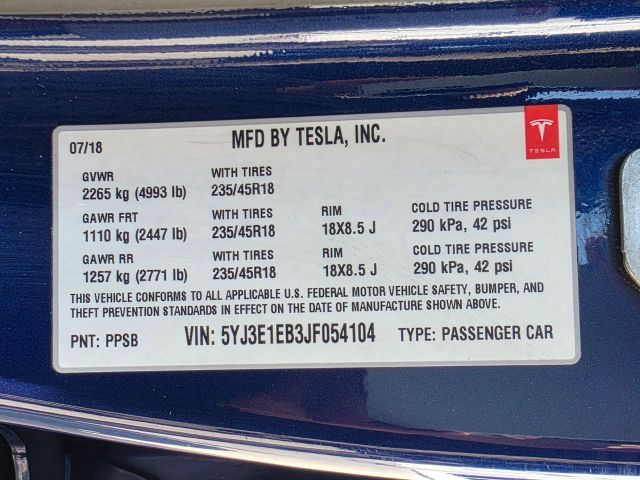 07/18 MFD BY TESLA, INC.
TESLA
GVWR WITH TIRES
2265 kg (4993 lb) 235/45R18
GAWR FRT WITH TIRES RIM COLD TIRE PRESSURE
1110 kg (2447 lb) 235/45R18 18X8.5 J 290 kPa, 42 psi
GAWR RR WITH TIRES RIM COLD TIRE PRESSURE
1257 kg (2771 lb) 235/45R18 18X8.5 J 290 kPa, 42 psi
THIS VEHICLE CONFORMS TO ALL APPLICABLE U.S. FEDERAL MOTOR VEHICLE SAFETY, BUMPER, AND
THEFT PREVENTION STANDARDS IN EFFECT ON THE DATE OF MANUFACTURE SHOWN ABOVE.
PNT: PPSB VIN: 5YJ3E1EB3JF054104 TYPE: PASSENGER CAR